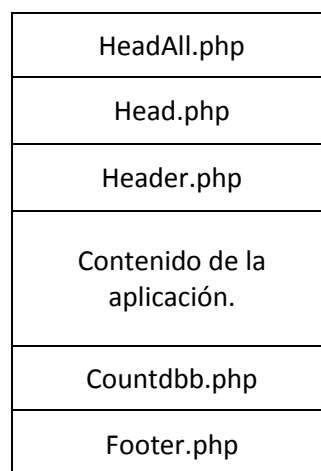 HeadAll.php
Head.php
Header.php
Contenido de la
aplicación.
Countdbb.php
Footer.php